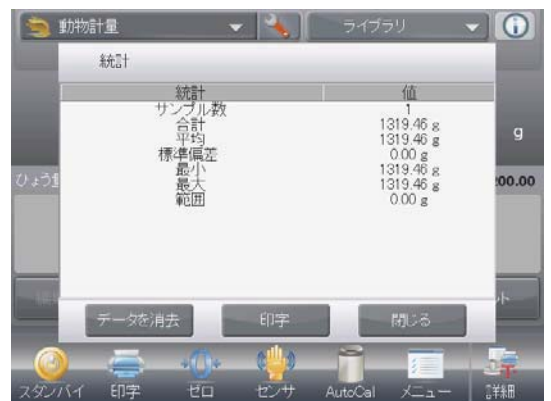 動物計量
ライブラリ
統計
統計 値
サンプル数 1
合計 1319.46 g
平均 1319.46 g
標準偏差 0.00 g
最小 1319.46 g
最大 1319.46 g
範囲 0.00 g
g
ひょう量
200.00
データを消去 印字 閉じる
スタンバイ 印字 ゼロ センサ AutoCal メニュー 詳細